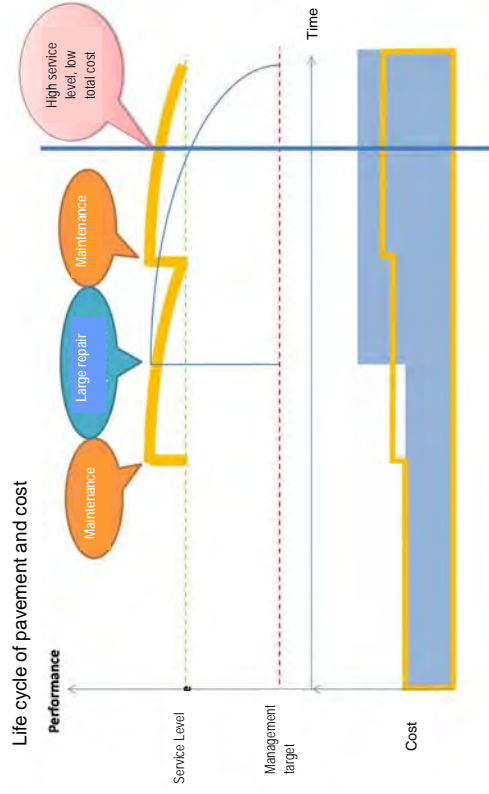 Life cycle of pavement and cost
Performance
Maintenance
Large repair
Maintenance
High service
level, low
total cost
Service Level
Management
target
Time
Cost